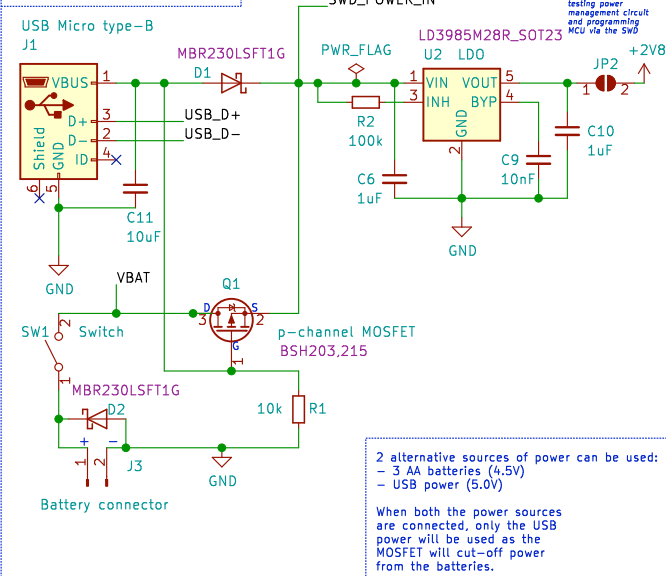 SWD_POWER_IN
testing power
management circuit
and programming
MCU via the SWD
USB Micro type-B
J1
MBR230LSFT1G
D1
PWR_FLAG
LD3985M28R_SOT23
U2 LDO
JP2
+2V8
VBUS 1
D+ 3
USB_D+
D- 2
USB_D-
ID 4
Shield
GND
6
5
1 VIN
VOUT 5
3 INH
BYP 4
GND
2
1 2
R2
100k
C6
1uF
C9
10nF
C10
1uF
C11
10uF
GND
GND
VBAT
Q1
D
S
3
2
G
1
p-channel MOSFET
BSH203,215
SW1
2
Switch
1
MBR230LSFT1G
D2
10k R1
+ -
1 2
J3
GND
Battery connector
2 alternative sources of power can be used:
- 3 AA batteries (4.5V)
- USB power (5.0V)
When both the power sources
are connected, only the USB
power will be used as the
MOSFET will cut-off power
from the batteries.